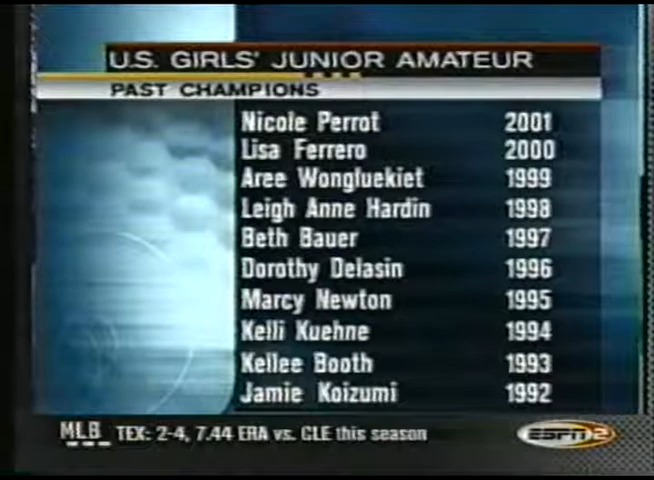 U.S. GIRLS' JUNIOR AMATEUR
PAST CHAMPIONS
Nicole Perrot 2001
Lisa Ferrero 2000
Aree Wongluekiet 1999
Leigh Anne Hardin 1998
Beth Bauer 1997
Dorothy Delasin 1996
Marcy Newton 1995
Kelli Kuehne 1994
Kellee Booth 1993
Jamie Koizumi 1992
MLB TEX: 2-4, 7.44 ERA vs. CLE this season
ESPN 2